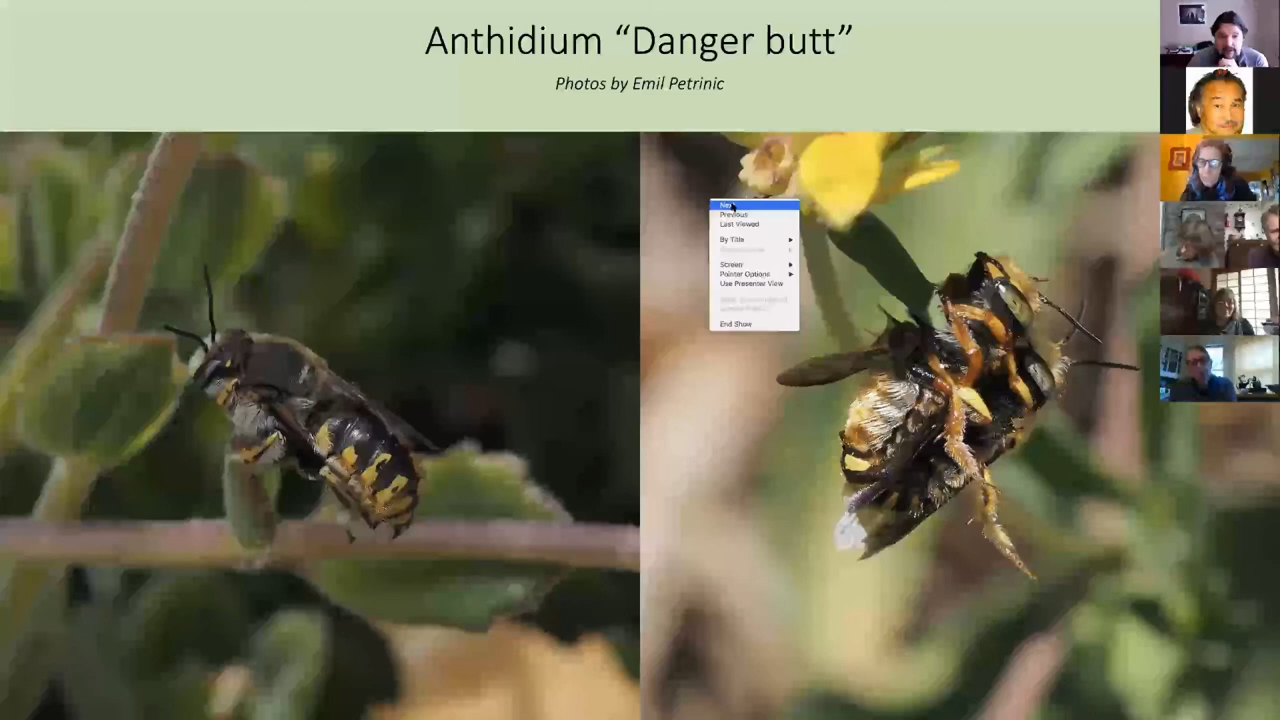 Anthidium “Danger butt”
Photos by Emil Petrinic
Previous
Last Viewed
By Title
Screen
Pointer Options
Use Presenter View
End Show